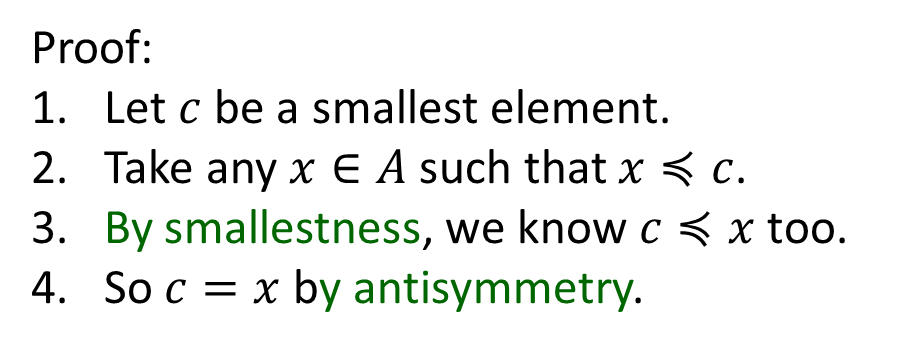 Proof:
1. Let 𝑐 be a smallest element.
2. Take any 𝑥 ∈ 𝐴 such that 𝑥 ≼ 𝑐.
3. By smallestness, we know 𝑐 ≼ 𝑥 too.
4. So 𝑐 = 𝑥 by antisymmetry.